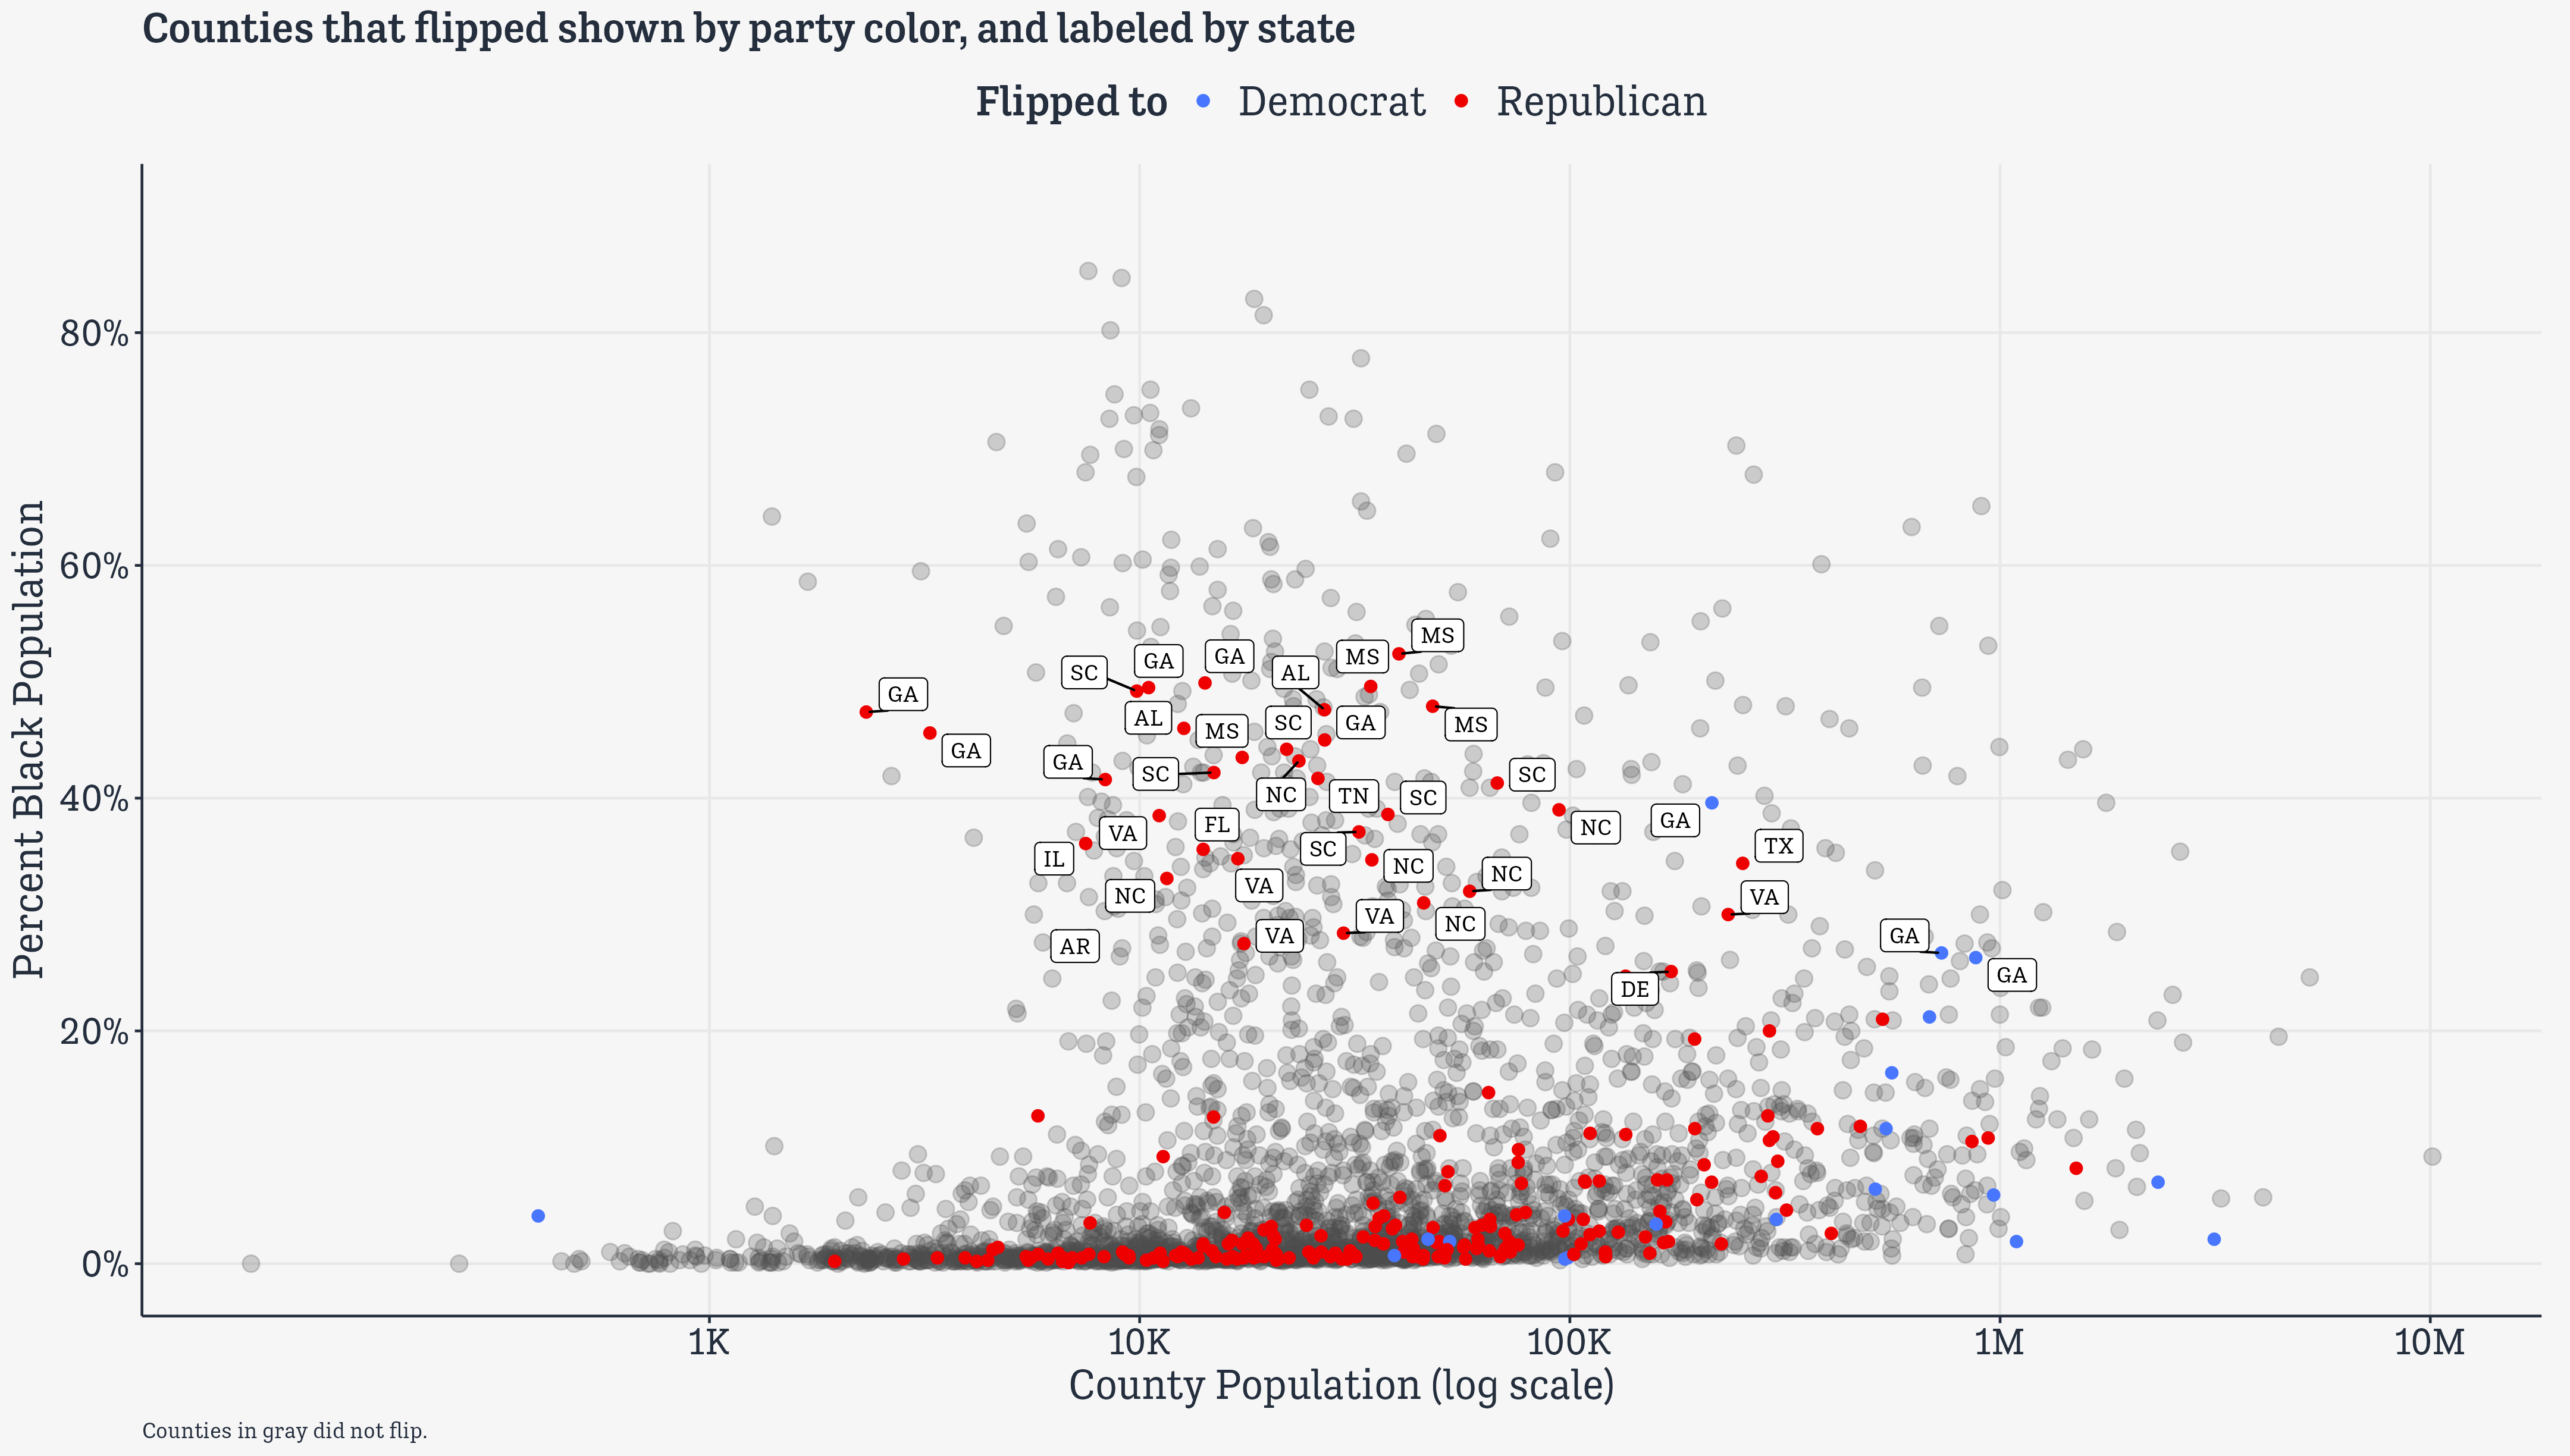 Counties that flipped shown by party color, and labeled by state
Flipped to Democrat Republican
Percent Black Population
80%
60%
40%
20%
0%
MS
GA GA MS
SC AL
GA
AL MS SC GA MS
GA
GA SC SC
NC TN SC
VA FL NC GA
IL SC NC NC TX
NC VA VA
VA NC
AR VA GA
DE GA
1K 10K 100K 1M 10M
County Population (log scale)
Counties in gray did not flip.